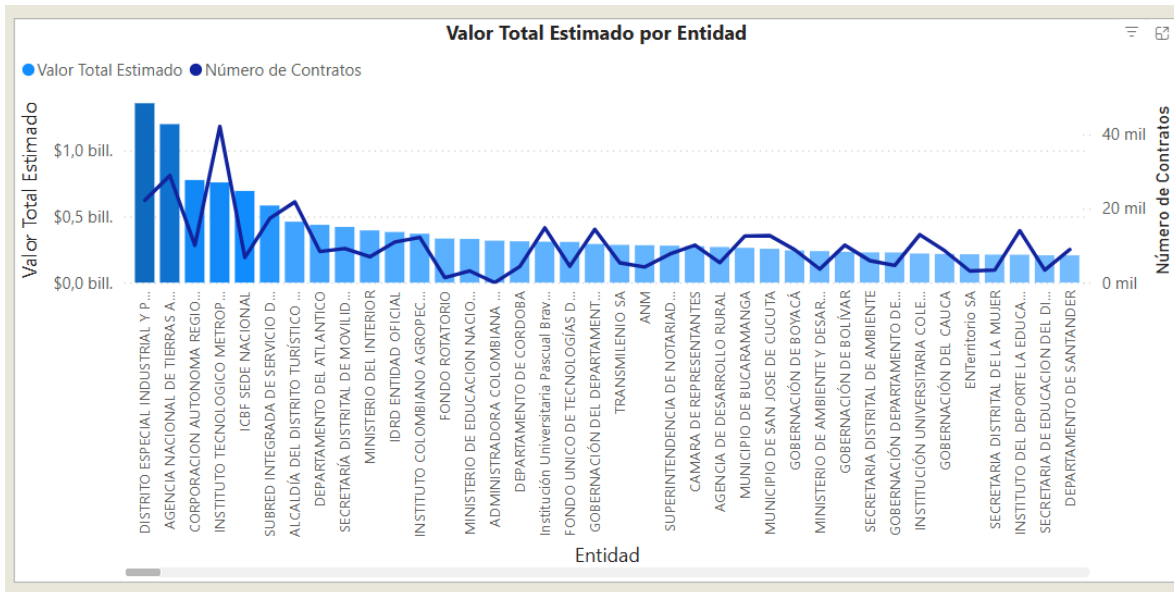 Valor Total Estimado por Entidad
Valor Total Estimado Número de Contratos
Valor Total Estimado
$1,0 bill.
$0,5 bill.
$0,0 bill.
40 mil
20 mil
0 mil
Número de Contratos
DISTRITO ESPECIAL INDUSTRIAL Y P...
AGENCIA NACIONAL DE TIERRAS A...
CORPORACION AUTONOMA REGIO...
INSTITUTO TECNOLOGICO METROP...
ICBF SEDE NACIONAL
SUBRED INTEGRADA DE SERVICIO D...
ALCALDÍA DEL DISTRITO TURÍSTICO ...
DEPARTAMENTO DEL ATLANTICO
SECRETARÍA DISTRITAL DE MOVILID...
MINISTERIO DEL INTERIOR
IDRD ENTIDAD OFICIAL
INSTITUTO COLOMBIANO AGROPEC...
FONDO ROTATORIO
MINISTERIO DE EDUCACION NACIO...
ADMINISTRADORA COLOMBIANA ...
DEPARTAMENTO DE CORDOBA
Institución Universitaria Pascual Brav...
FONDO UNICO DE TECNOLOGÍAS D...
GOBERNACIÓN DEL DEPARTAMENT...
TRANSMILENIO SA
ANM
SUPERINTENDENCIA DE NOTARIAD...
CAMARA DE REPRESENTANTES
AGENCIA DE DESARROLLO RURAL
MUNICIPIO DE BUCARAMANGA
MUNICIPIO DE SAN JOSE DE CUCUTA
GOBERNACIÓN DE BOYACÁ
MINISTERIO DE AMBIENTE Y DESAR...
GOBERNACIÓN DE BOLÍVAR
SECRETARIA DISTRITAL DE AMBIENTE
GOBERNACIÓN DEPARTAMENTO DE...
INSTITUCIÓN UNIVERSITARIA COLE...
GOBERNACIÓN DEL CAUCA
ENTerritorio SA
SECRETARIA DISTRITAL DE LA MUJER
INSTITUTO DEL DEPORTE LA EDUCA...
SECRETARIA DE EDUCACION DEL DI...
DEPARTAMENTO DE SANTANDER
Entidad